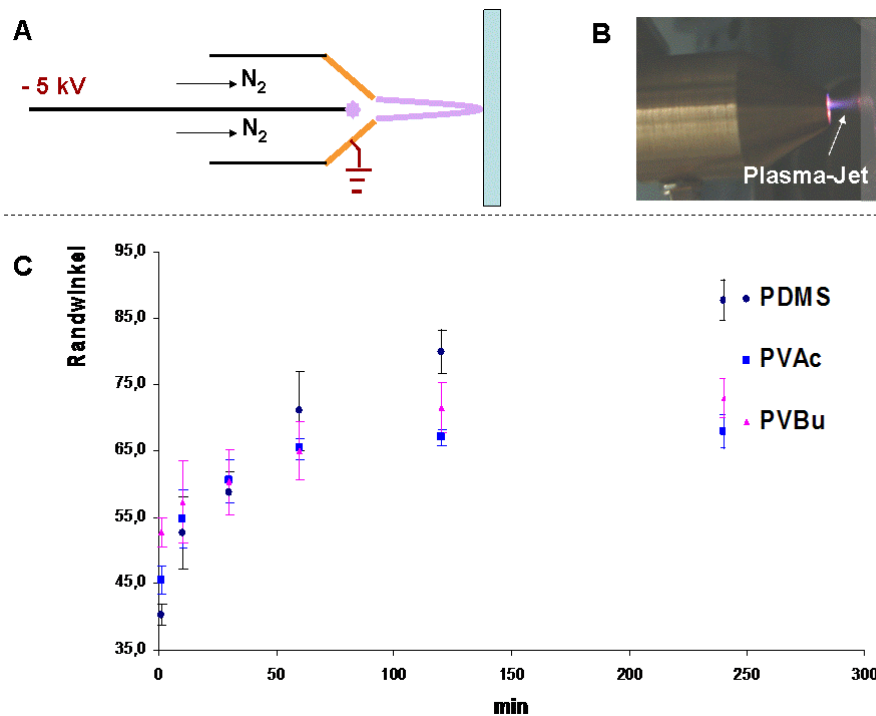 A
- 5 kV
N2
N2
B
Plasma-Jet
C
Randwinkel
95,0
85,0
75,0
65,0
55,0
45,0
35,0
0
50
100
150
200
250
300
min
PDMS
PVAc
PVBu